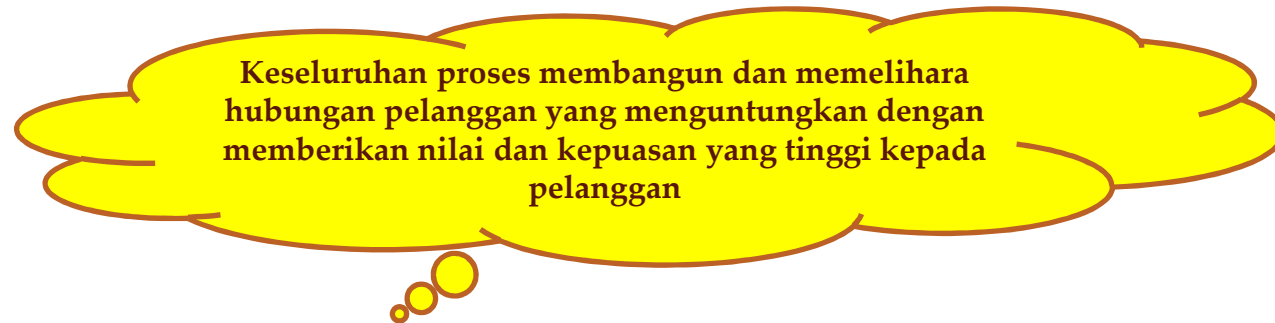 Keseluruhan proses membangun dan memelihara
hubungan pelanggan yang menguntungkan dengan
memberikan nilai dan kepuasan yang tinggi kepada
pelanggan